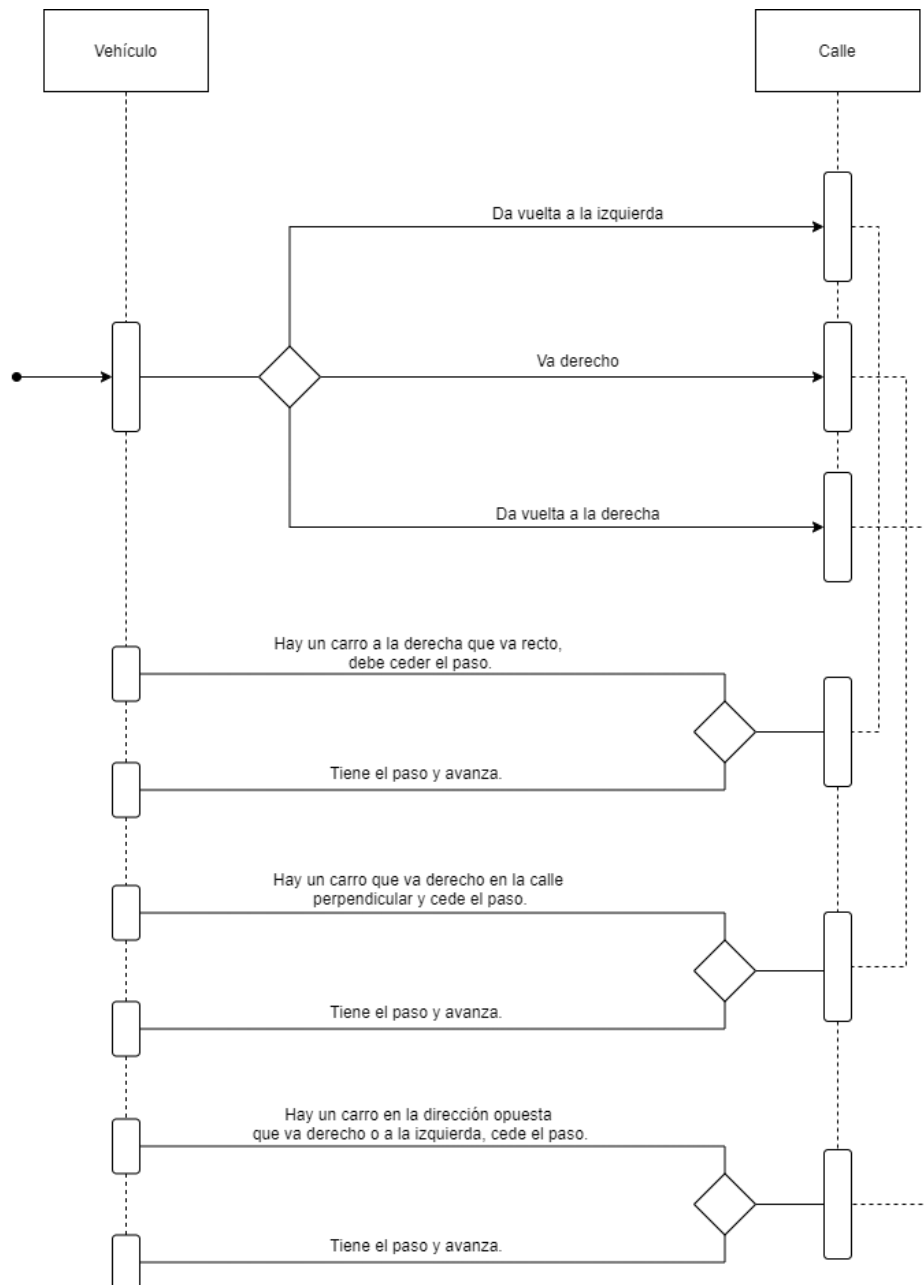 Vehículo
Calle
Da vuelta a la izquierda
Va derecho
Da vuelta a la derecha
Hay un carro a la derecha que va recto,
debe ceder el paso.
Tiene el paso y avanza.
Hay un carro que va derecho en la calle
perpendicular y cede el paso.
Tiene el paso y avanza.
Hay un carro en la dirección opuesta
que va derecho o a la izquierda, cede el paso.
Tiene el paso y avanza.